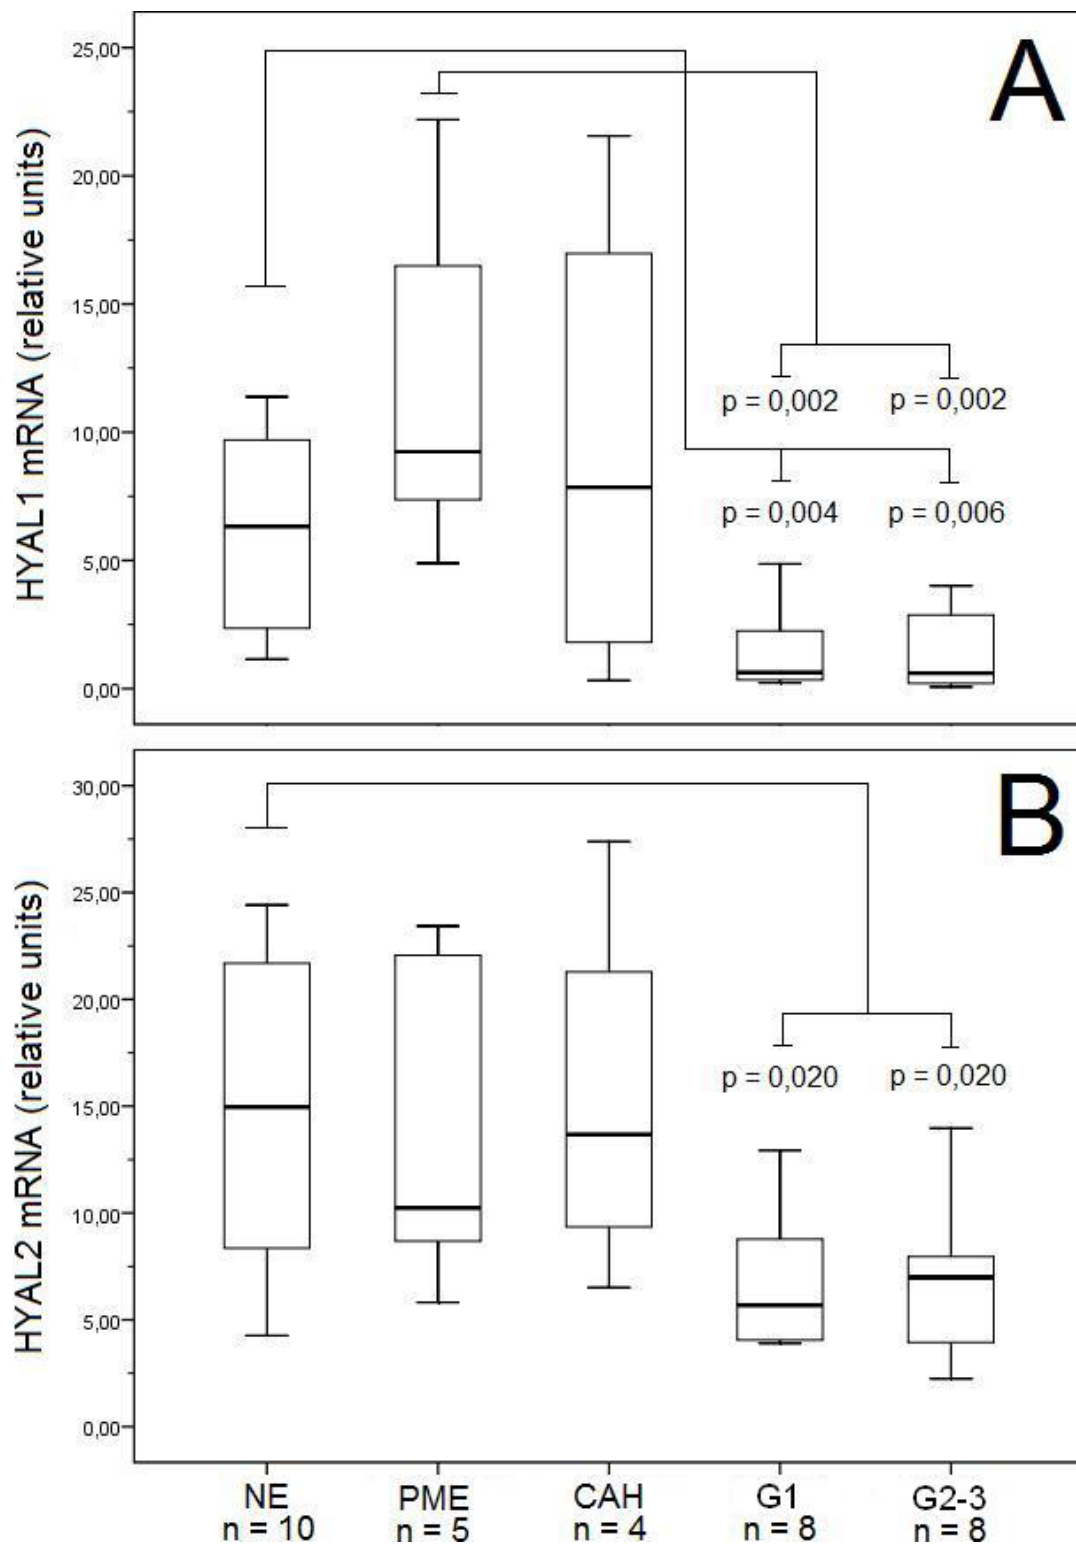 A
HYAL1 mRNA (relative units)
25,00
20,00
15,00
10,00
5,00
0,00
p = 0,002 p = 0,002
p = 0,004 p = 0,006
B
HYAL2 mRNA (relative units)
30,00
25,00
20,00
15,00
10,00
5,00
0,00
p = 0,020 p = 0,020
NE PME CAH G1 G2-3
n = 10 n = 5 n = 4 n = 8 n = 8